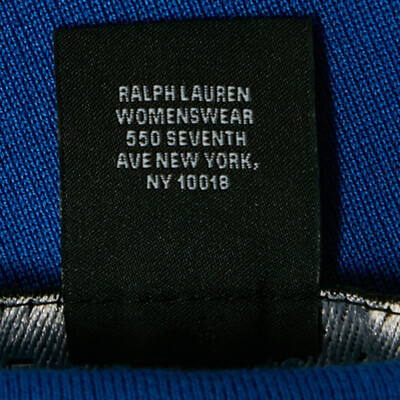 RALPH LAUREN
WOMENSWEAR
550 SEVENTH
AVE NEW YORK,
NY 10018